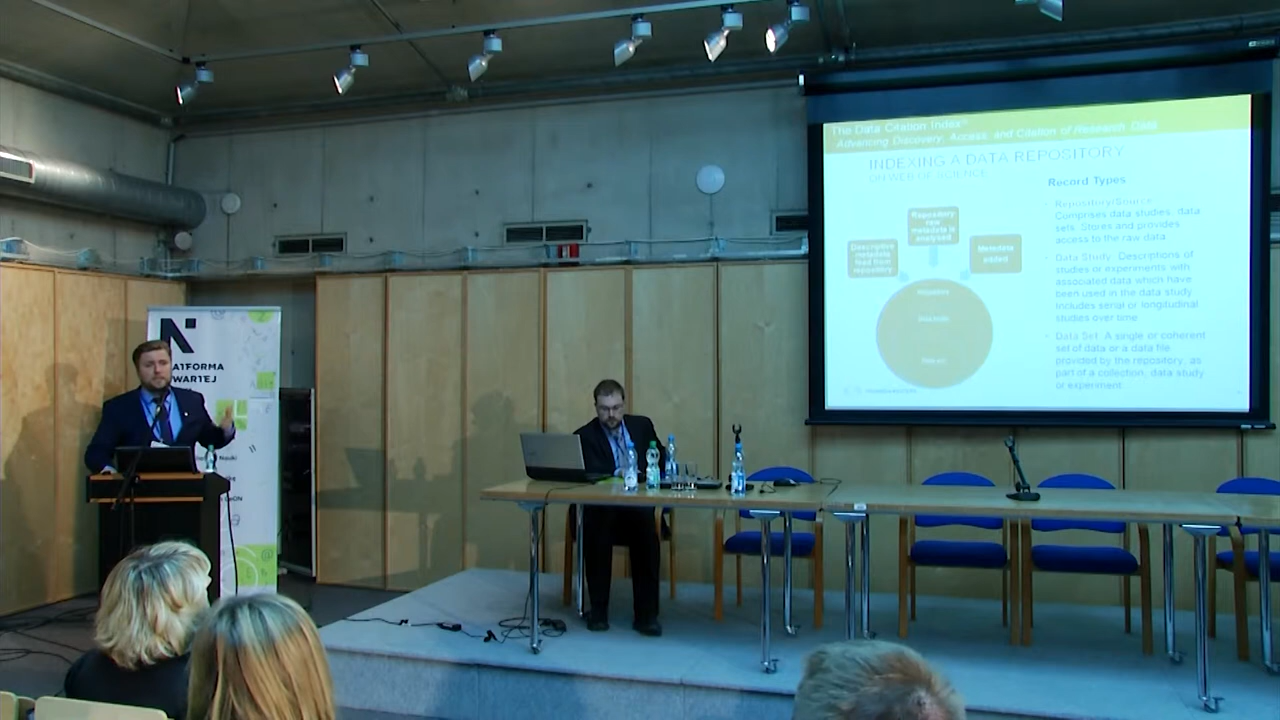 The Data Citation Index®
Advancing Discovery, Access, and Citation of Research Data
INDEXING A DATA REPOSITORY
ON WEB OF SCIENCE
Record Types
Repository/Source
Comprises data studies, data
sets. Stores and provides
access to the raw data.
Data Study: Descriptions of
studies or experiments with
associated data which have
been used in the data study.
Includes serial or longitudinal
studies over time.
Data Set: A single or coherent
set of data or a data file
provided by the repository, as
part of a collection, data study
or experiment.
Repository
raw
metadata is
analysed
Descriptive
metadata
feed from
repository
Metadata
added
Repository
Data study
Data set
THOMSON REUTERS
N
ATFORMA
WARTEJ
Nauki